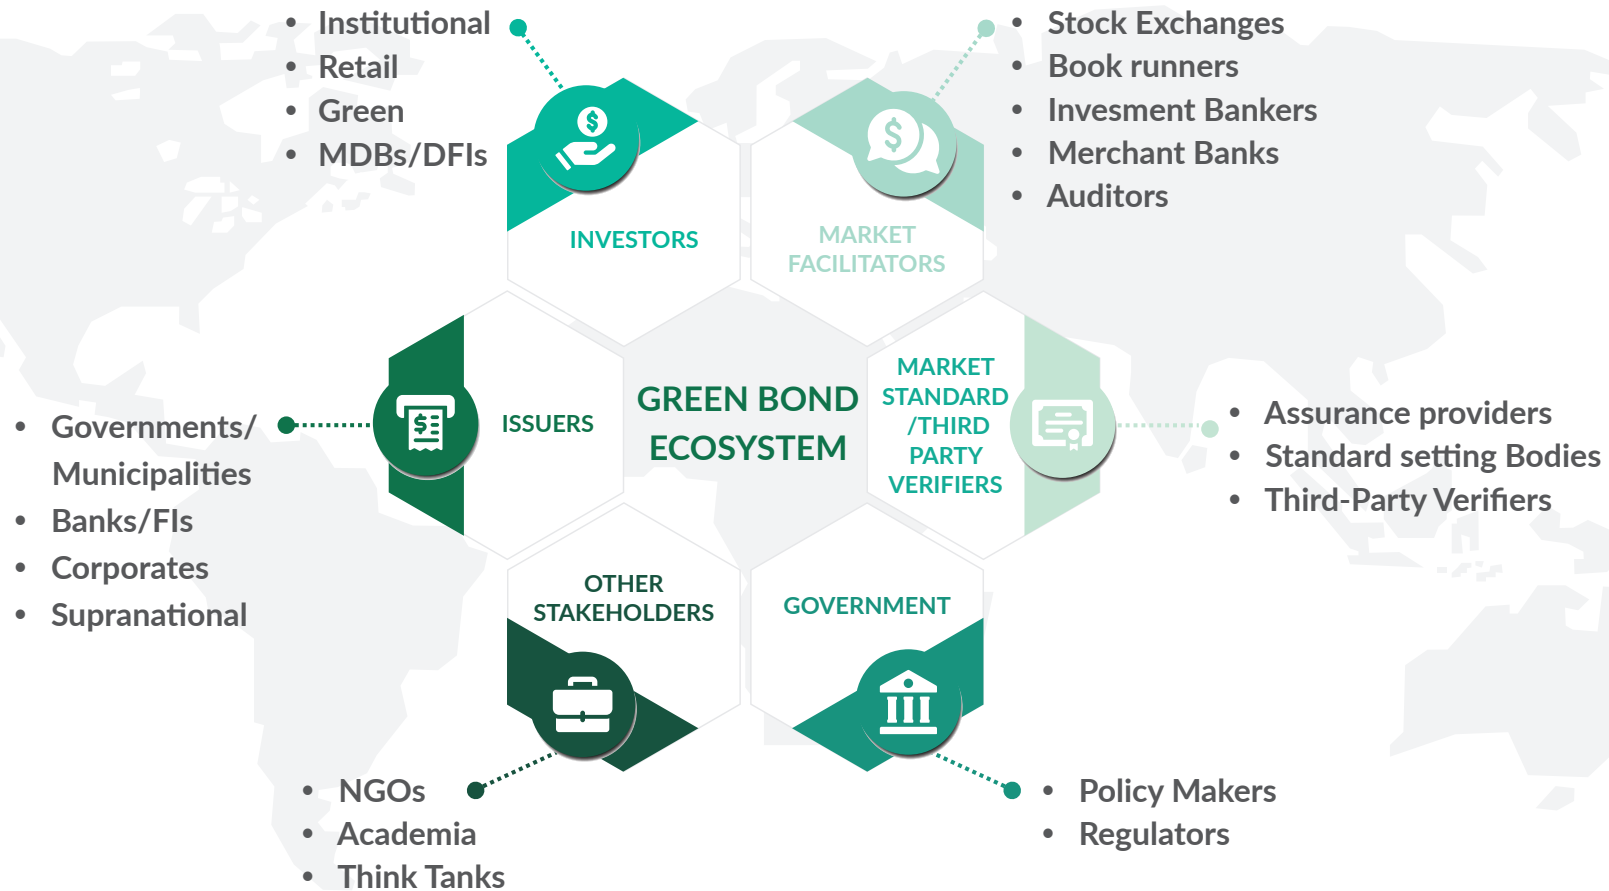 • Institutional
• Retail
• Green
• MDBs/DFIs
• Stock Exchanges
• Book runners
• Invesment Bankers
• Merchant Banks
• Auditors
INVESTORS
MARKET
FACILITATORS
ISSUERS
GREEN BOND
ECOSYSTEM
MARKET
STANDARD
/THIRD
PARTY
VERIFIERS
• Governments/
Municipalities
• Banks/FIs
• Corporates
• Supranational
• Assurance providers
• Standard setting Bodies
• Third-Party Verifiers
OTHER
STAKEHOLDERS
GOVERNMENT
• NGOs
• Academia
• Think Tanks
• Policy Makers
• Regulators